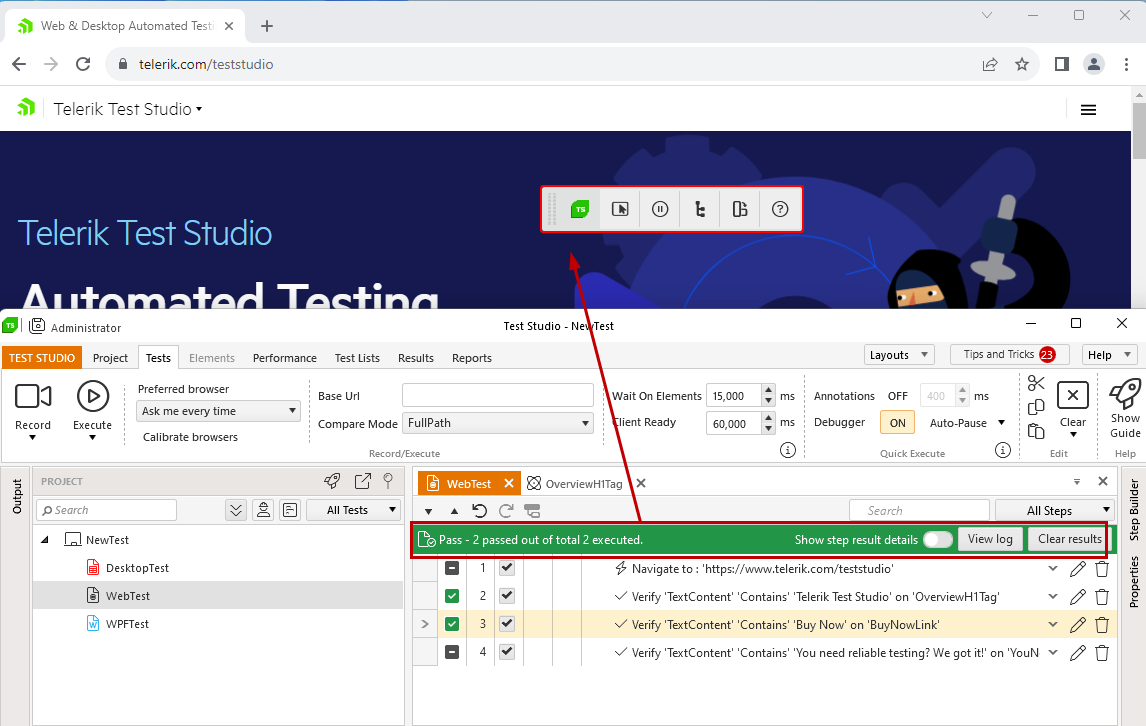 Web & Desktop Automated Testi
telerik.com/teststudio
Telerik Test Studio
TS
Telerik Test Studio
Automated Testing
TS
Administrator
Test Studio - NewTest
TEST STUDIO
Project
Tests
Elements
Performance
Test Lists
Results
Reports
Layouts
Tips and Tricks 23
Help
Record
Execute
Preferred browser
Ask me every time
Calibrate browsers
Base Url
Compare Mode FullPath
Record/Execute
Wait On Elements 15,000 ms
Client Ready 60,000 ms
Annotations OFF 400 ms
Debugger ON Auto-Pause
Quick Execute
Clear
Edit
Show
Guide
Help
Output
PROJECT
Search
All Tests
NewTest
DesktopTest
WebTest
WPFTest
WebTest
OverviewH1Tag
Search
All Steps
Pass - 2 passed out of total 2 executed.
Show step result details
View log
Clear results
1 Navigate to : 'https://www.telerik.com/teststudio'
2 Verify 'TextContent' 'Contains' 'Telerik Test Studio' on 'OverviewH1Tag'
3 Verify 'TextContent' 'Contains' 'Buy Now' on 'BuyNowLink'
4 Verify 'TextContent' 'Contains' 'You need reliable testing? We got it!' on 'YouN
Step Builder
Properties